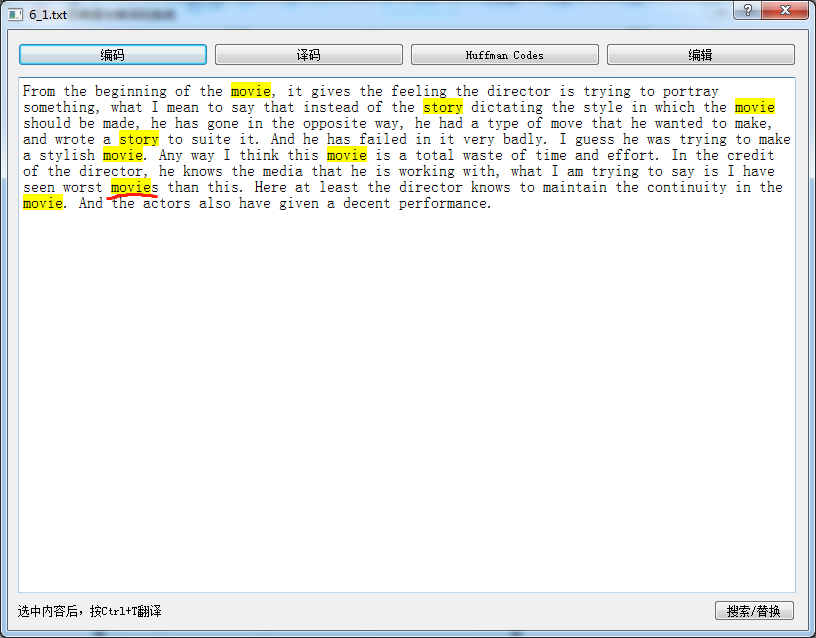 6_1.txt
编码 译码 Huffman Codes 编辑
From the beginning of the movie, it gives the feeling the director is trying to portray
something, what I mean to say that instead of the story dictating the style in which the movie
should be made, he has gone in the opposite way, he had a type of move that he wanted to make,
and wrote a story to suite it. And he has failed in it very badly. I guess he was trying to make
a stylish movie. Any way I think this movie is a total waste of time and effort. In the credit
of the director, he knows the media that he is working with, what I am trying to say is I have
seen worst movies than this. Here at least the director knows to maintain the continuity in the
movie. And the actors also have given a decent performance.
选中内容后，按Ctrl+T翻译 搜索/替换